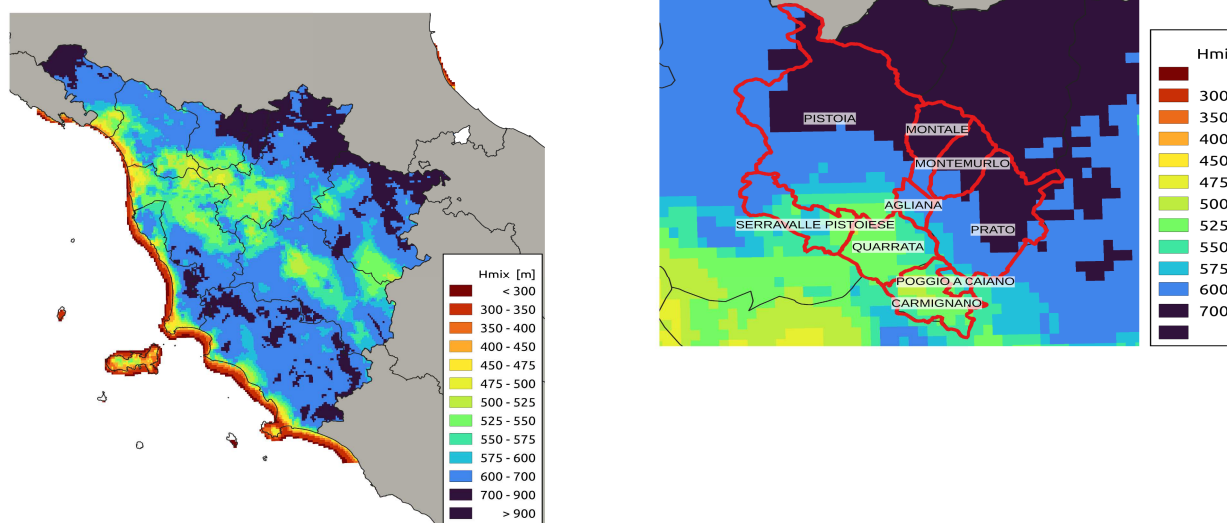 Hmix [m]
< 300
300 - 350
350 - 400
400 - 450
450 - 475
475 - 500
500 - 525
525 - 550
550 - 575
575 - 600
600 - 700
700 - 900
> 900
PISTOIA
MONTALE
MONTEMURLO
AGLIANA
SERRAVALLE PISTOIESE
PRATO
QUARRATA
POGGIO A CAIANO
CARMIGNANO
Hmi
300
350
400
450
475
500
525
550
575
600
700